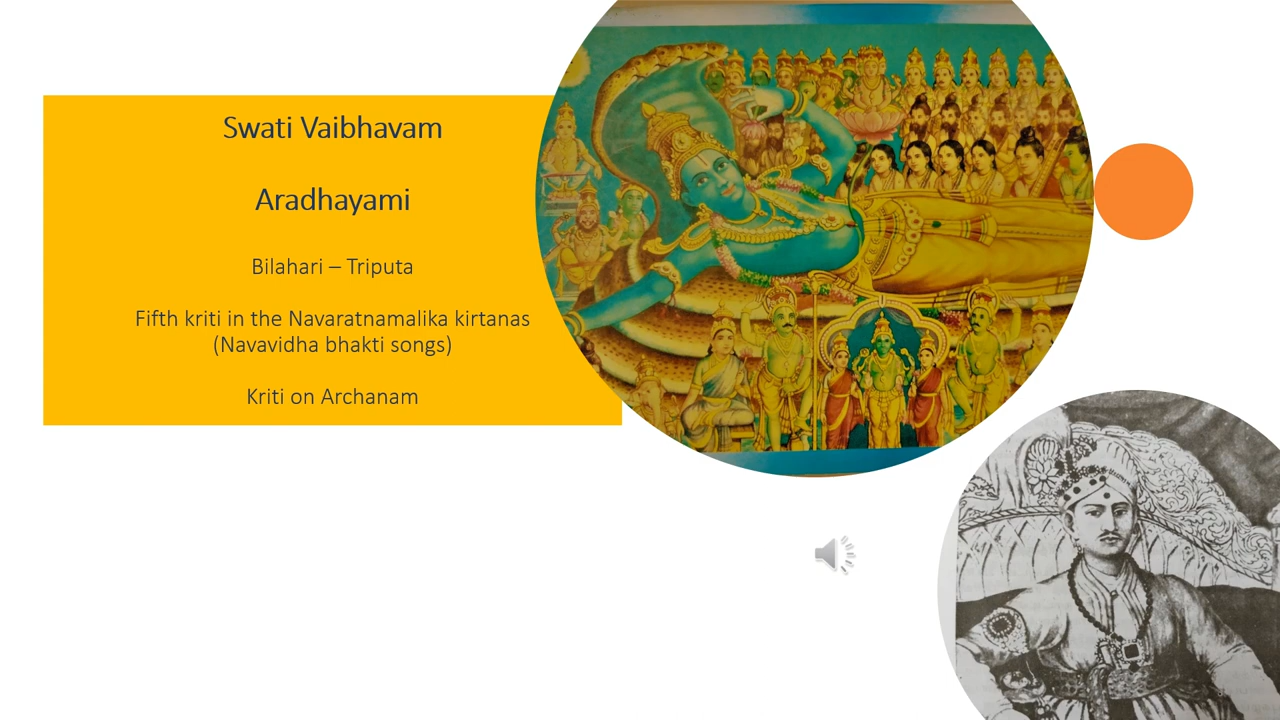 Swati Vaibhavam
Aradhayami
Bilahari – Triputa
Fifth kriti in the Navaratnamalika kirtanas
(Navavidha bhakti songs)
Kriti on Archanam